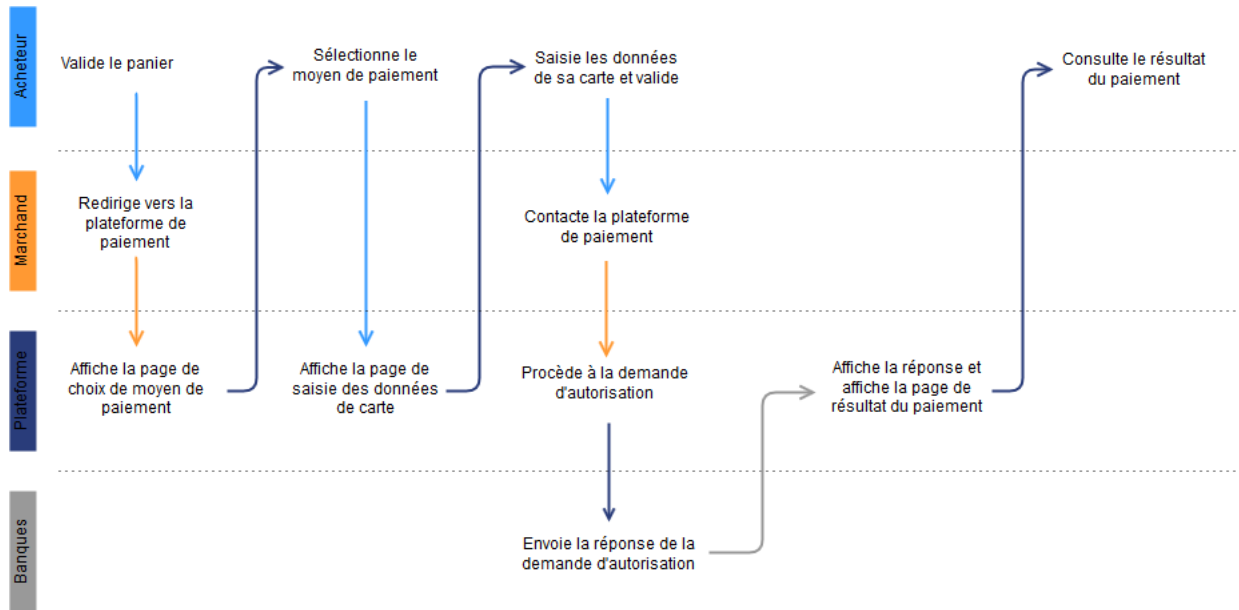 Acheteur
Valide le panier
Sélectionne le
moyen de paiement
Saisie les données
de sa carte et valide
Consulte le résultat
du paiement
Marchand
Redirige vers la
plateforme de
paiement
Contacte la plateforme
de paiement
Plateforme
Affiche la page de
choix de moyen de
paiement
Affiche la page de
saisie des données
de carte
Procède à la demande
d'autorisation
Affiche la réponse et
affiche la page de
résultat du paiement
Banques
Envoie la réponse de la
demande d'autorisation